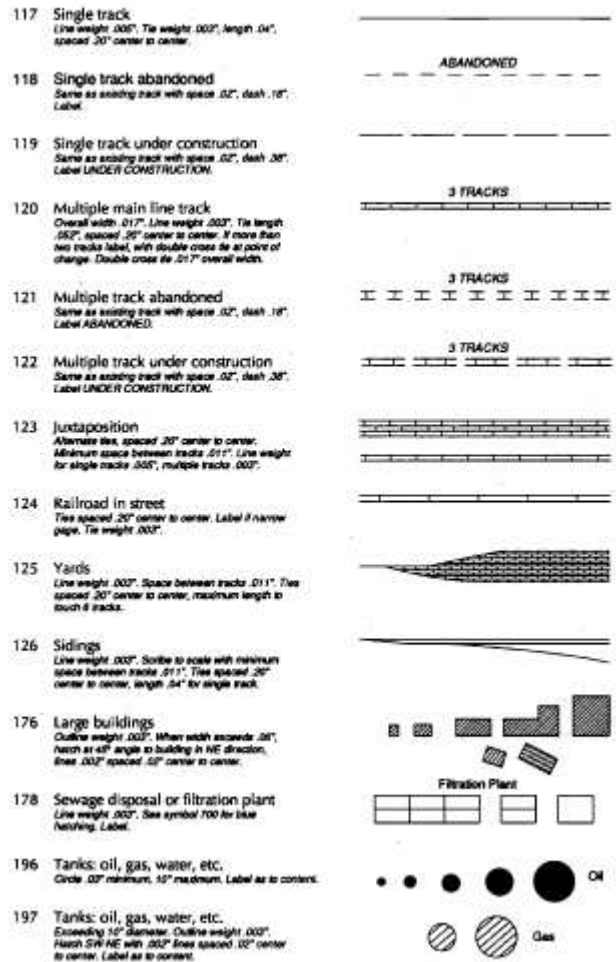 117 Single track
Line weight .005". Tie weight .003", length .04",
spaced .20" center to center.
ABANDONED
118 Single track abandoned
Same as existing track with space .02", dash .18".
Label.
119 Single track under construction
Same as existing track with space .02", dash .38".
Label UNDER CONSTRUCTION.
3 TRACKS
120 Multiple main line track
Overall width .017". Line weight .003". Tie length
.052", spaced .20" center to center. If more than
two tracks label, with double cross tie at point of
change. Double cross tie .017" overall width.
3 TRACKS
121 Multiple track abandoned
Same as existing track with space .02", dash .18".
Label ABANDONED.
3 TRACKS
122 Multiple track under construction
Same as existing track with space .02", dash .38".
Label UNDER CONSTRUCTION.
123 Juxtaposition
Alternate ties, spaced .20" center to center.
Minimum space between tracks .011". Line weight
for single tracks .005", multiple tracks .003".
124 Railroad in street
Ties spaced .20" center to center. Label if narrow
gage. Tie weight .003".
125 Yards
Line weight .003". Space between tracks .011". Ties
spaced .20" center to center, maximum length to
touch 6 tracks.
126 Sidings
Line weight .003". Scribe to scale with minimum
space between tracks .011". Ties spaced .20"
center to center, length .04" for single track.
176 Large buildings
Outline weight .003". When width exceeds
hatch at 45° angle to building in NE direction,
lines .002" spaced .02" center to center.
Filtration Plant
178 Sewage disposal or filtration plant
Line weight .003". See symbol 700 for blue
hatching. Label.
196 Tanks: oil, gas, water, etc.
Circle .03" minimum, .10" maximum. Label as to content.
Oil
197 Tanks: oil, gas, water, etc.
Exceeding .10" diameter. Outline weight .003".
Hatch SW-NE with .002" lines spaced .02" center
to center. Label as to content.
Gas